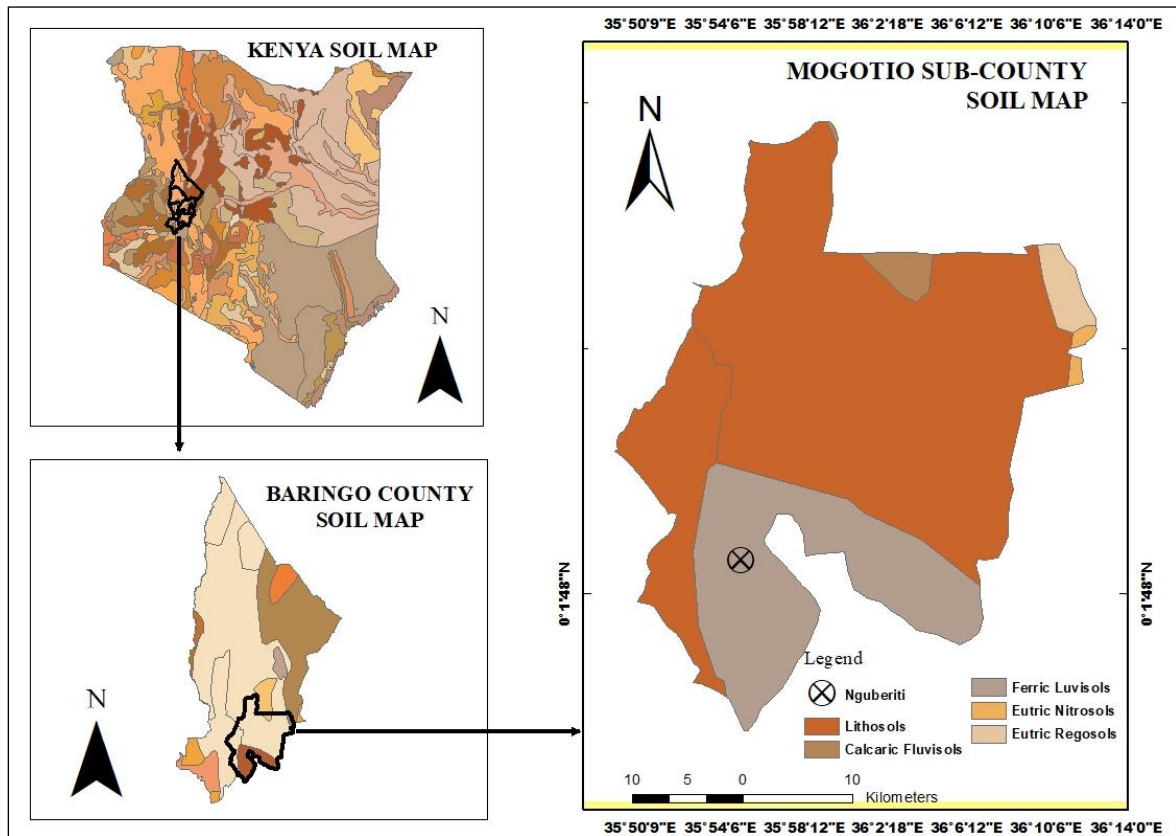 KENYA SOIL MAP
N
BARINGO COUNTY
SOIL MAP
N
35°50'9"E 35°54'6"E 35°58'12"E 36°2'18"E 36°6'12"E 36°10'6"E 36°14'0"E
MOGOTIO SUB-COUNTY
SOIL MAP
N
0°1'48"N
0°1'48"N
Legend
Nguberiti
Lithosols
Calcaric Fluvisols
Ferric Luvisols
Eutric Nitrosols
Eutric Regosols
10 5 0 10
Kilometers
35°50'9"E 35°54'6"E 35°58'12"E 36°2'18"E 36°6'12"E 36°10'6"E 36°14'0"E